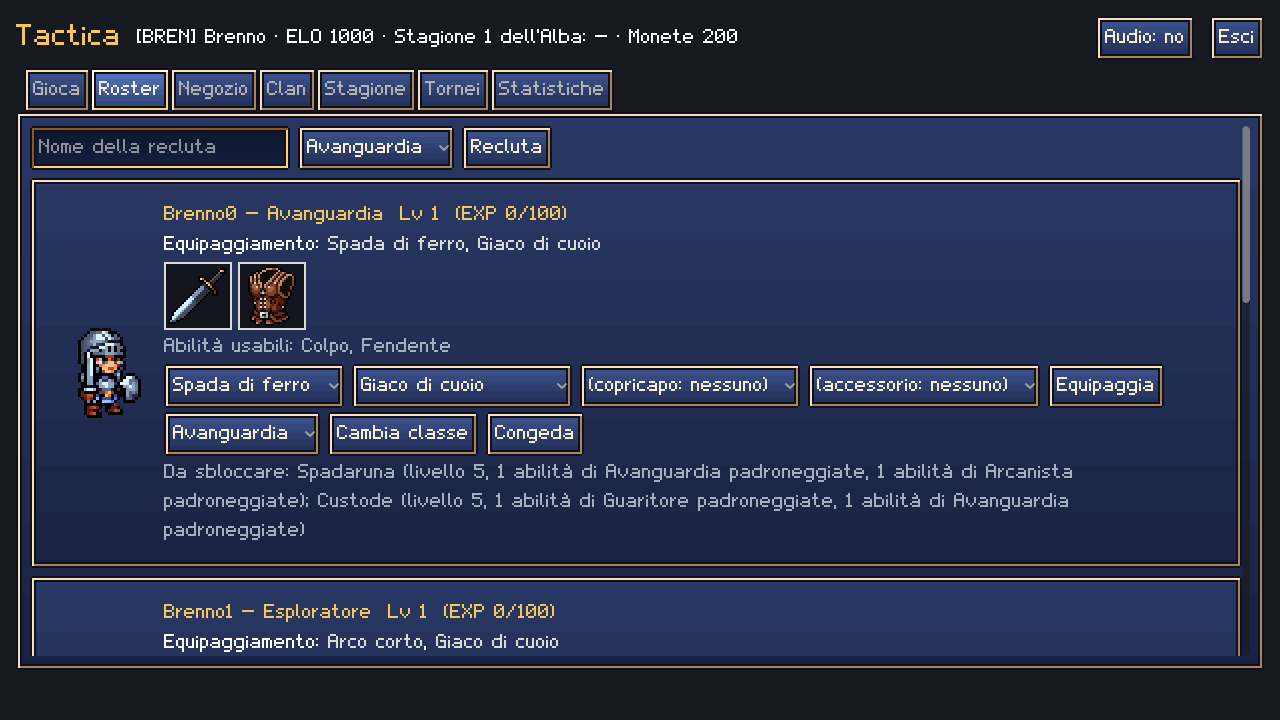 Tactica [BREN] Brenno · ELO 1000 · Stagione 1 dell'Alba: — · Monete 200 Audio: no Esci
Gioca Roster Negozio Clan Stagione Tornei Statistiche
Nome della recluta Avanguardia Recluta
Brenno0 — Avanguardia Lv 1 (EXP 0/100)
Equipaggiamento: Spada di ferro, Giaco di cuoio
Abilità usabili: Colpo, Fendente
Spada di ferro Giaco di cuoio (copricapo: nessuno) (accessorio: nessuno) Equipaggia
Avanguardia Cambia classe Congeda
Da sbloccare: Spadaruna (livello 5, 1 abilità di Avanguardia padroneggiate, 1 abilità di Arcanista
padroneggiate); Custode (livello 5, 1 abilità di Guaritore padroneggiate, 1 abilità di Avanguardia
padroneggiate)
Brenno1 — Esploratore Lv 1 (EXP 0/100)
Equipaggiamento: Arco corto, Giaco di cuoio